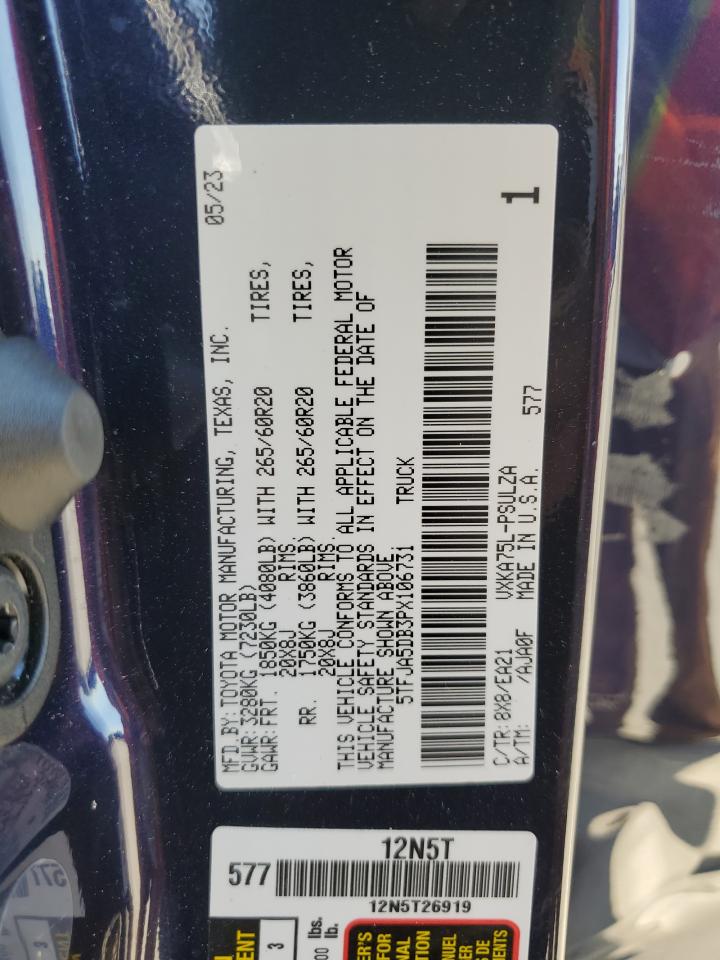 MFD.BY:TOYOTA MOTOR MANUFACTURING, TEXAS, INC. 05/23
GVWR:3280KG (7230LB)
GAWR:FRT. 1850KG (4080LB) WITH 265/60R20 TIRES,
20X8J RIMS
RR. 1750KG (3860LB) WITH 265/60R20 TIRES,
20X8J RIMS.
THIS VEHICLE CONFORMS TO ALL APPLICABLE FEDERAL MOTOR
VEHICLE SAFETY STANDARDS IN EFFECT ON THE DATE OF
MANUFACTURE SHOWN ABOVE.
5TFJA5DB3PX106731 TRUCK
C/TR:8X8/EA21 VXKA75L-PSULZA
A/TM: /AJA0F MADE IN U.S.A. 577
1
12N5T
577
12N5T26919
3
lbs.
lb.